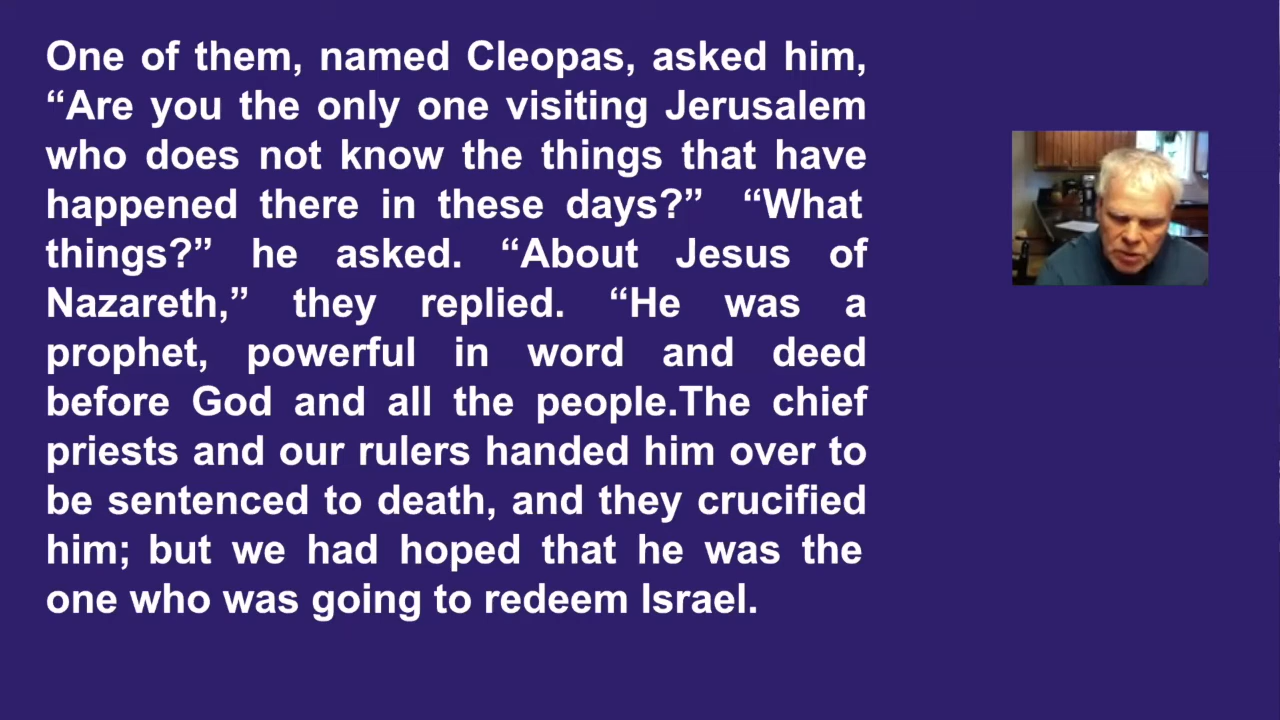 One of them, named Cleopas, asked him,
“Are you the only one visiting Jerusalem
who does not know the things that have
happened there in these days?” “What
things?” he asked. “About Jesus of
Nazareth,” they replied. “He was a
prophet, powerful in word and deed
before God and all the people.The chief
priests and our rulers handed him over to
be sentenced to death, and they crucified
him; but we had hoped that he was the
one who was going to redeem Israel.